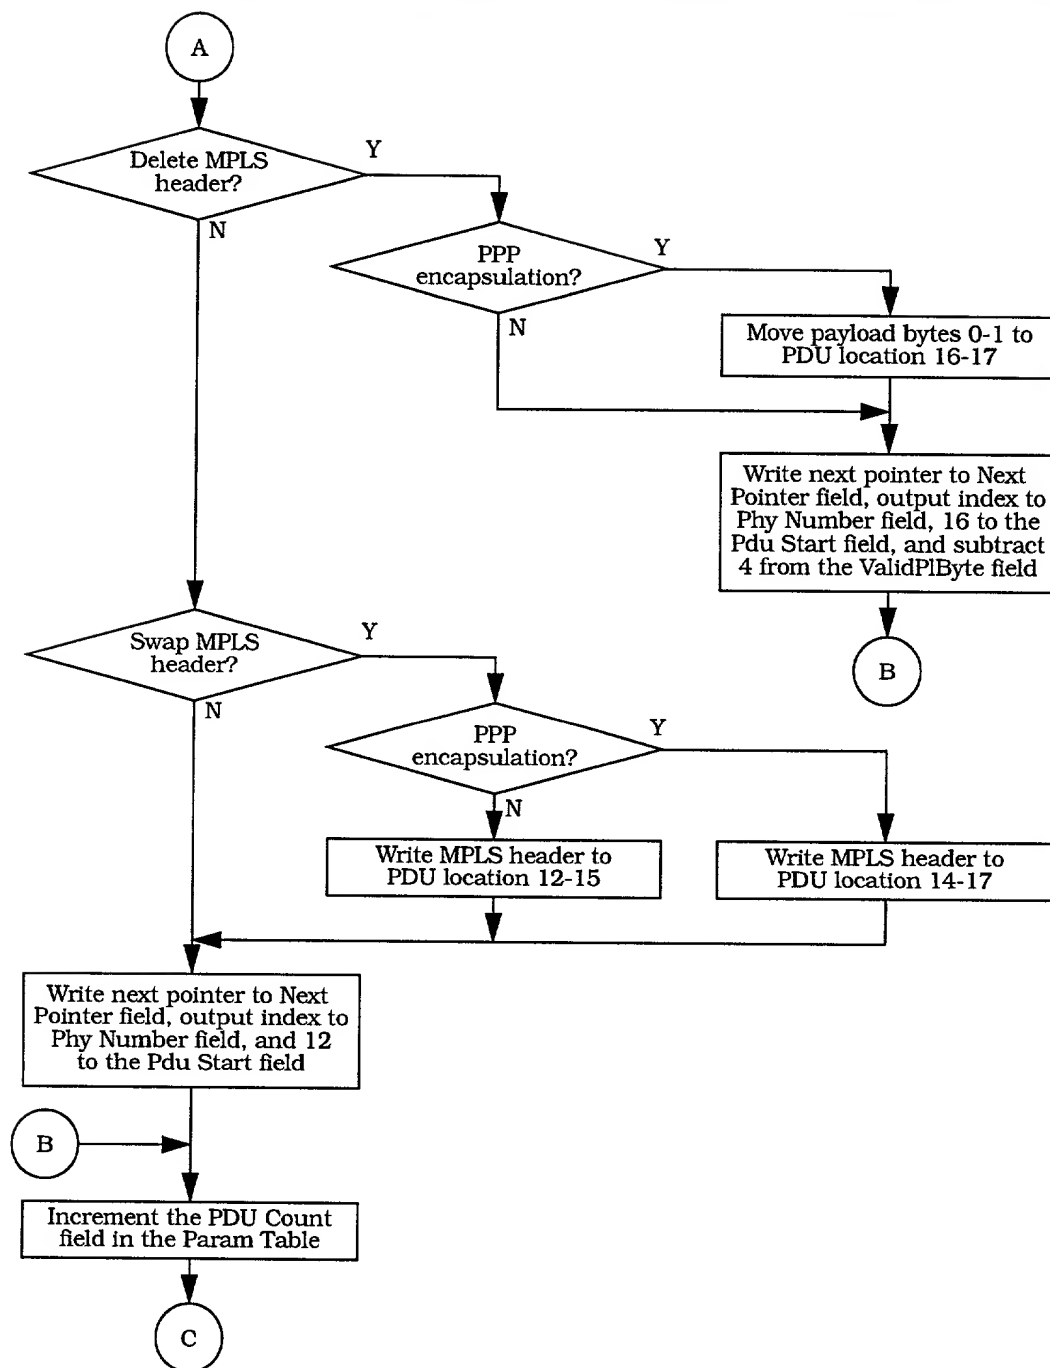 A
Delete MPLS
header?
Y
N
PPP
encapsulation?
Y
N
Move payload bytes 0-1 to
PDU location 16-17
Write next pointer to Next
Pointer field, output index to
Phy Number field, 16 to the
Pdu Start field, and subtract
4 from the ValidPlByte field
B
Swap MPLS
header?
Y
N
PPP
encapsulation?
Y
N
Write MPLS header to
PDU location 12-15
Write MPLS header to
PDU location 14-17
Write next pointer to Next
Pointer field, output index to
Phy Number field, and 12
to the Pdu Start field
B
Increment the PDU Count
field in the Param Table
C